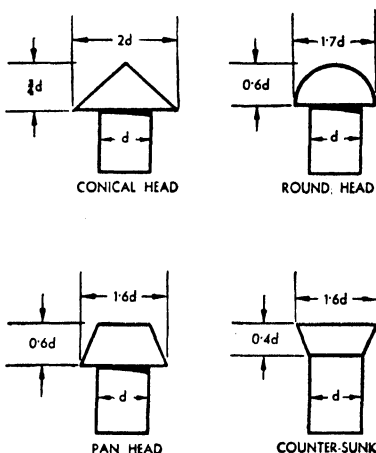 2d
1·7d
¾d
0·6d
d
d
CONICAL HEAD
ROUND; HEAD
1·6d
1·6d
0·6d
0·4d
d
d
PAN HEAD
COUNTER-SUNK